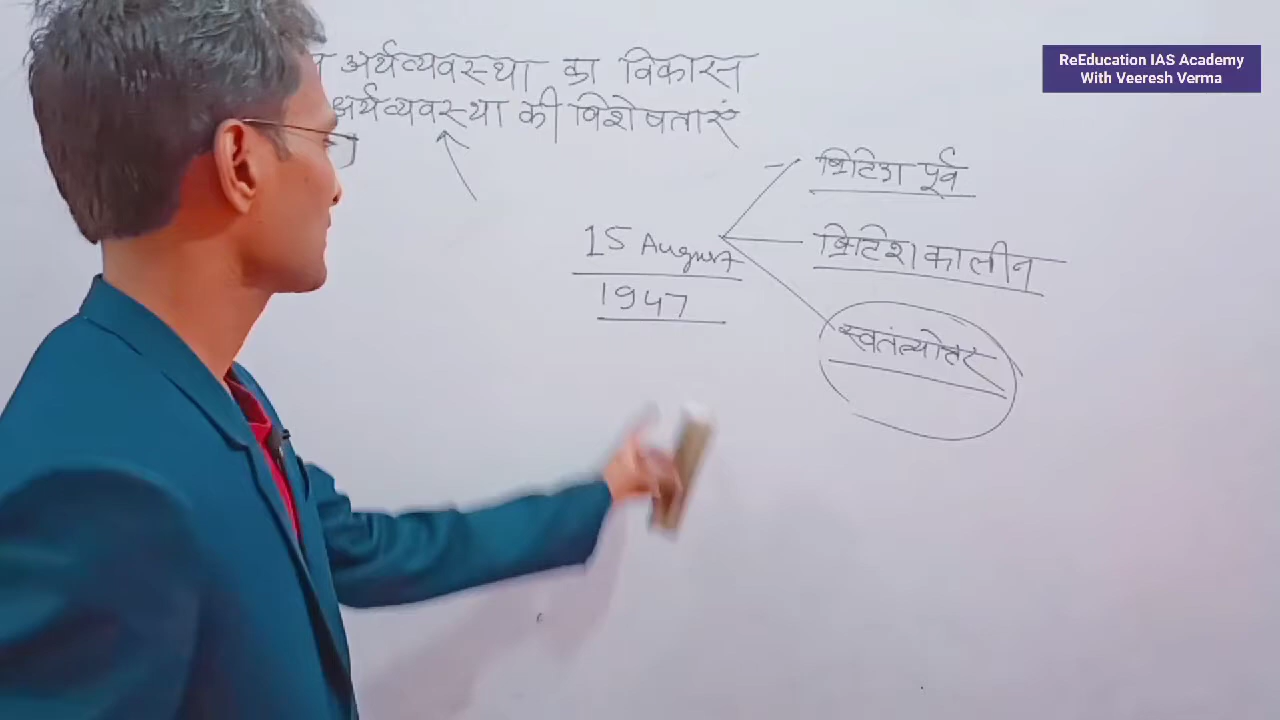 अर्थव्यवस्था का विकास
अर्थव्यवस्था की विशेषताएं
ReEducation IAS Academy
With Veeresh Verma
ब्रिटिश पूर्व
15 August
1947
ब्रिटिश कालीन
स्वतंत्र्योत्तर